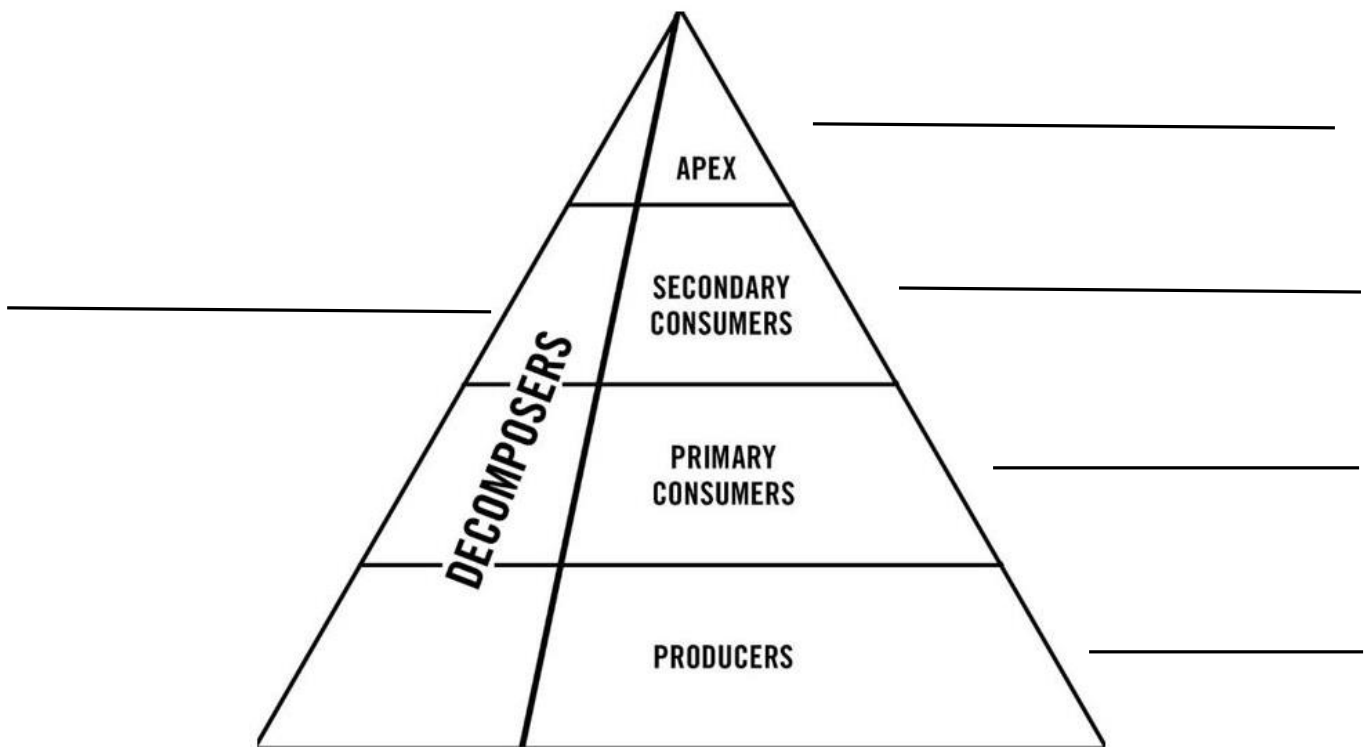 APEX
SECONDARY
CONSUMERS
DECOMPOSERS
PRIMARY
CONSUMERS
PRODUCERS